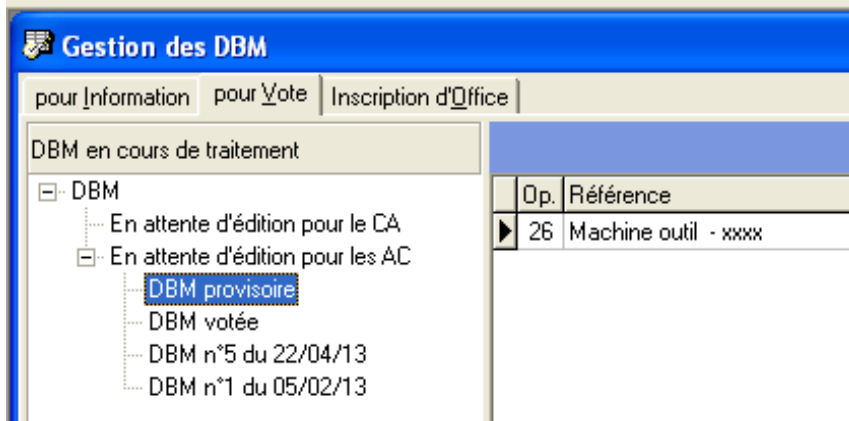 Gestion des DBM
pour Information pour Vote Inscription d'Office
DBM en cours de traitement
Op. Référence
DBM
26 Machine outil - xxxx
En attente d'édition pour le CA
En attente d'édition pour les AC
DBM provisoire
DBM votée
DBM n°5 du 22/04/13
DBM n°1 du 05/02/13